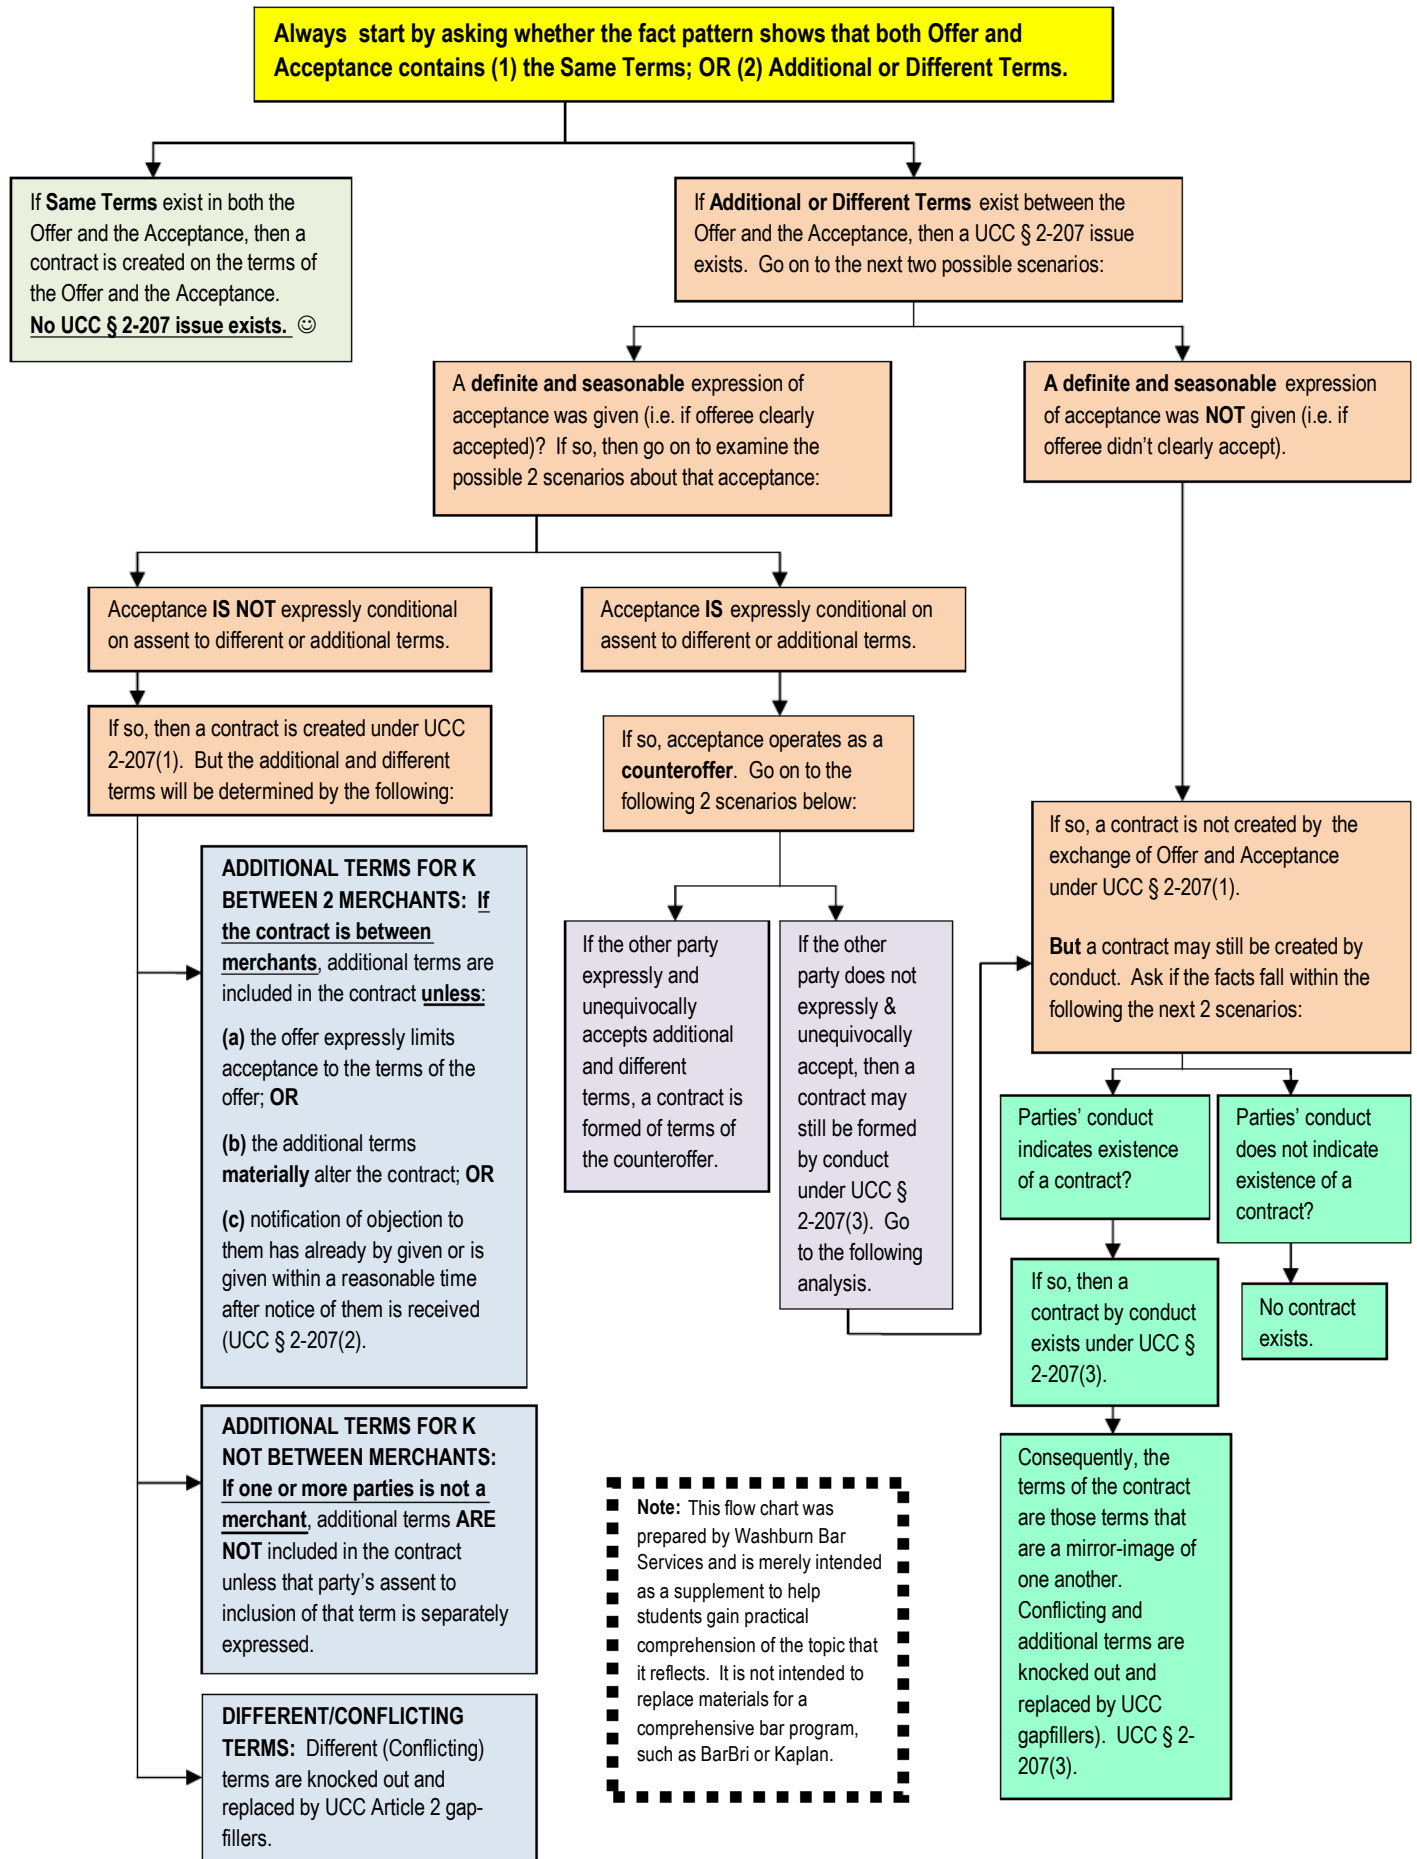 Always start by asking whether the fact pattern shows that both Offer and
Acceptance contains (1) the Same Terms; OR (2) Additional or Different Terms.
If Same Terms exist in both the
Offer and the Acceptance, then a
contract is created on the terms of
the Offer and the Acceptance.
No UCC § 2-207 issue exists. ☺
If Additional or Different Terms exist between the
Offer and the Acceptance, then a UCC § 2-207 issue
exists. Go on to the next two possible scenarios:
A definite and seasonable expression of
acceptance was given (i.e. if offeree clearly
accepted)? If so, then go on to examine the
possible 2 scenarios about that acceptance:
A definite and seasonable expression
of acceptance was NOT given (i.e. if
offeree didn't clearly accept).
Acceptance IS NOT expressly conditional
on assent to different or additional terms.
Acceptance IS expressly conditional on
assent to different or additional terms.
If so, then a contract is created under UCC
2-207(1). But the additional and different
terms will be determined by the following:
If so, acceptance operates as a
counteroffer. Go on to the
following 2 scenarios below:
If so, a contract is not created by the
exchange of Offer and Acceptance
under UCC § 2-207(1).
But a contract may still be created by
conduct. Ask if the facts fall within the
following the next 2 scenarios:
ADDITIONAL TERMS FOR K
BETWEEN 2 MERCHANTS: If
the contract is between
merchants, additional terms are
included in the contract unless:
(a) the offer expressly limits
acceptance to the terms of the
offer; OR
(b) the additional terms
materially alter the contract; OR
(c) notification of objection to
them has already by given or is
given within a reasonable time
after notice of them is received
(UCC § 2-207(2).
If the other party
expressly and
unequivocally
accepts additional
and different
terms, a contract is
formed of terms of
the counteroffer.
If the other
party does not
expressly &
unequivocally
accept, then a
contract may
still be formed
by conduct
under UCC §
2-207(3). Go
to the following
analysis.
Parties' conduct
indicates existence
of a contract?
Parties' conduct
does not indicate
existence of a
contract?
If so, then a
contract by conduct
exists under UCC §
2-207(3).
No contract
exists.
ADDITIONAL TERMS FOR K
NOT BETWEEN MERCHANTS:
If one or more parties is not a
merchant, additional terms ARE
NOT included in the contract
unless that party's assent to
inclusion of that term is separately
expressed.
Note: This flow chart was
prepared by Washburn Bar
Services and is merely intended
as a supplement to help
students gain practical
comprehension of the topic that
it reflects. It is not intended to
replace materials for a
comprehensive bar program,
such as BarBri or Kaplan.
Consequently, the
terms of the contract
are those terms that
are a mirror-image of
one another.
Conflicting and
additional terms are
knocked out and
replaced by UCC
gapfillers). UCC § 2-
207(3).
DIFFERENT/CONFLICTING
TERMS: Different (Conflicting)
terms are knocked out and
replaced by UCC Article 2 gap-
fillers.